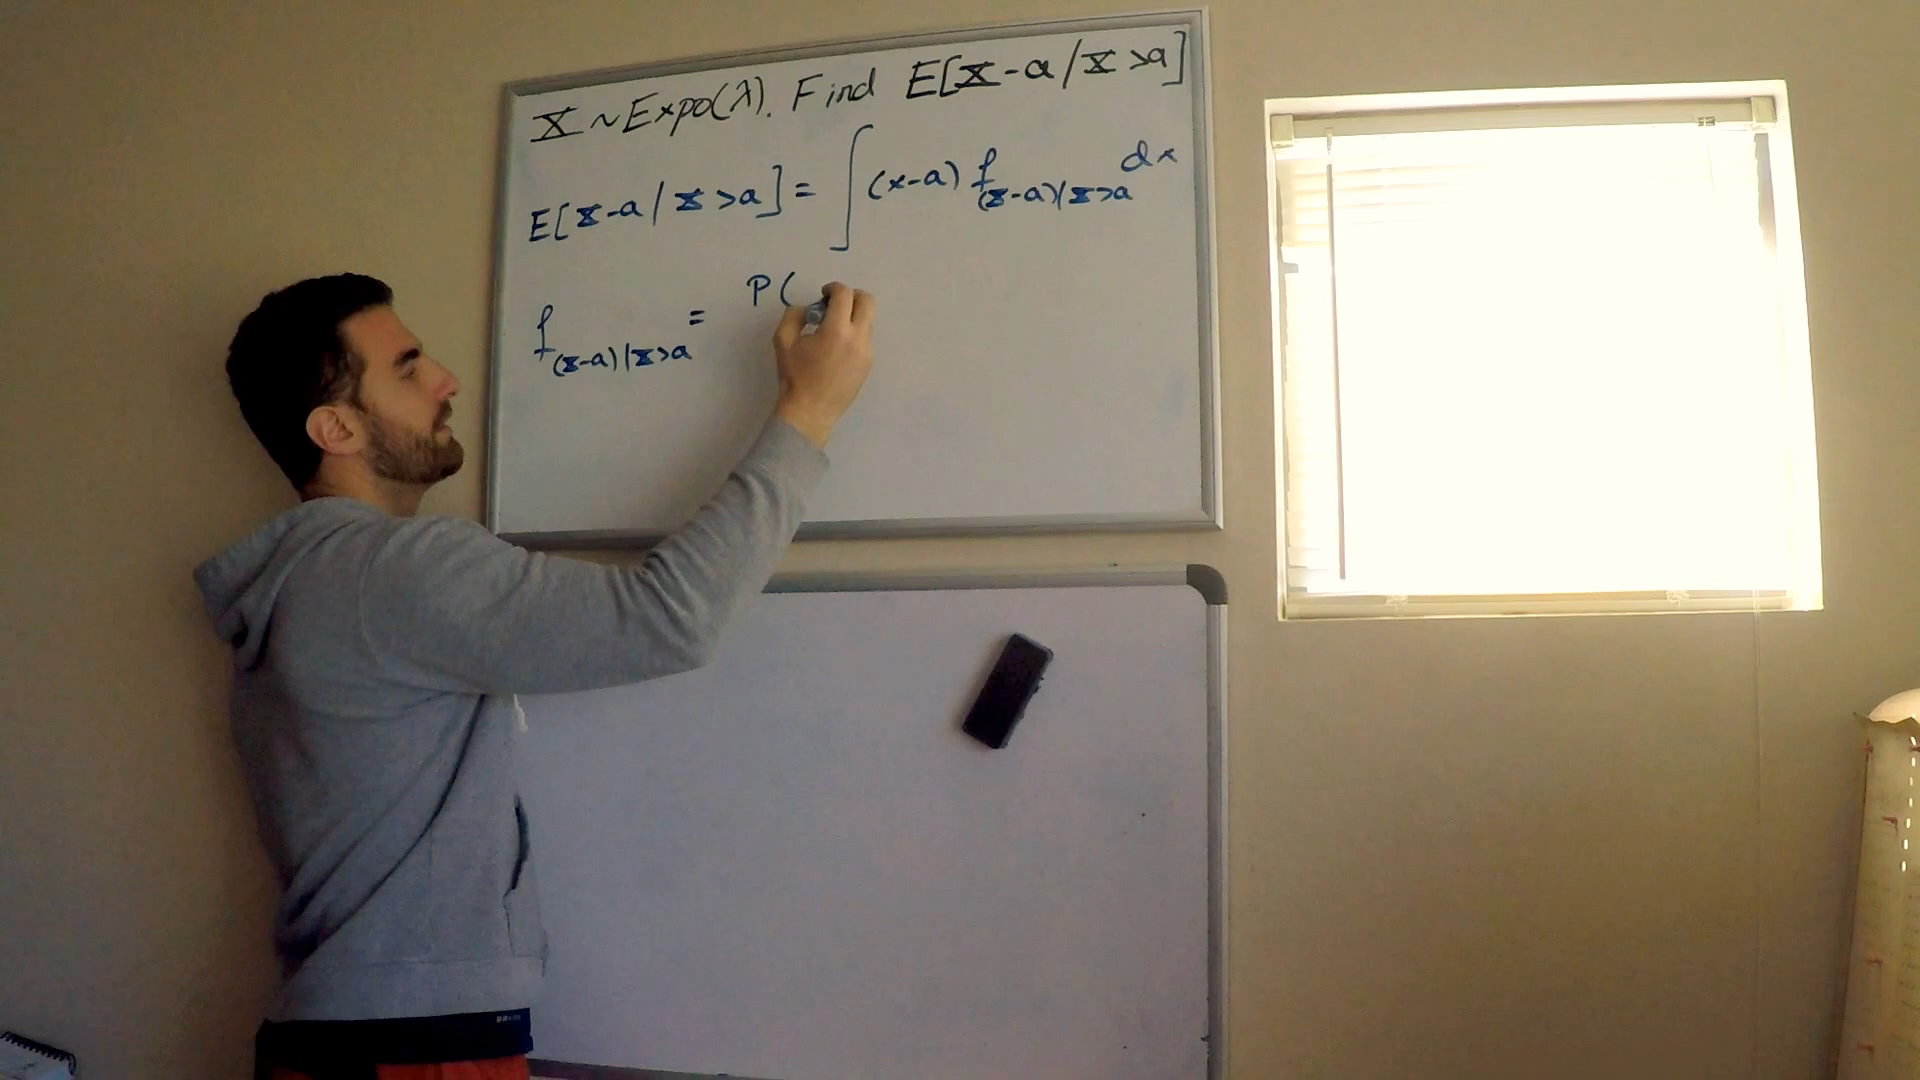 X ~ Expo(λ). Find E[X-a/X>a]
E[X-a/X>a] = ∫(x-a) f(X-a)|X>a dx
f(X-a)|X>a = P(